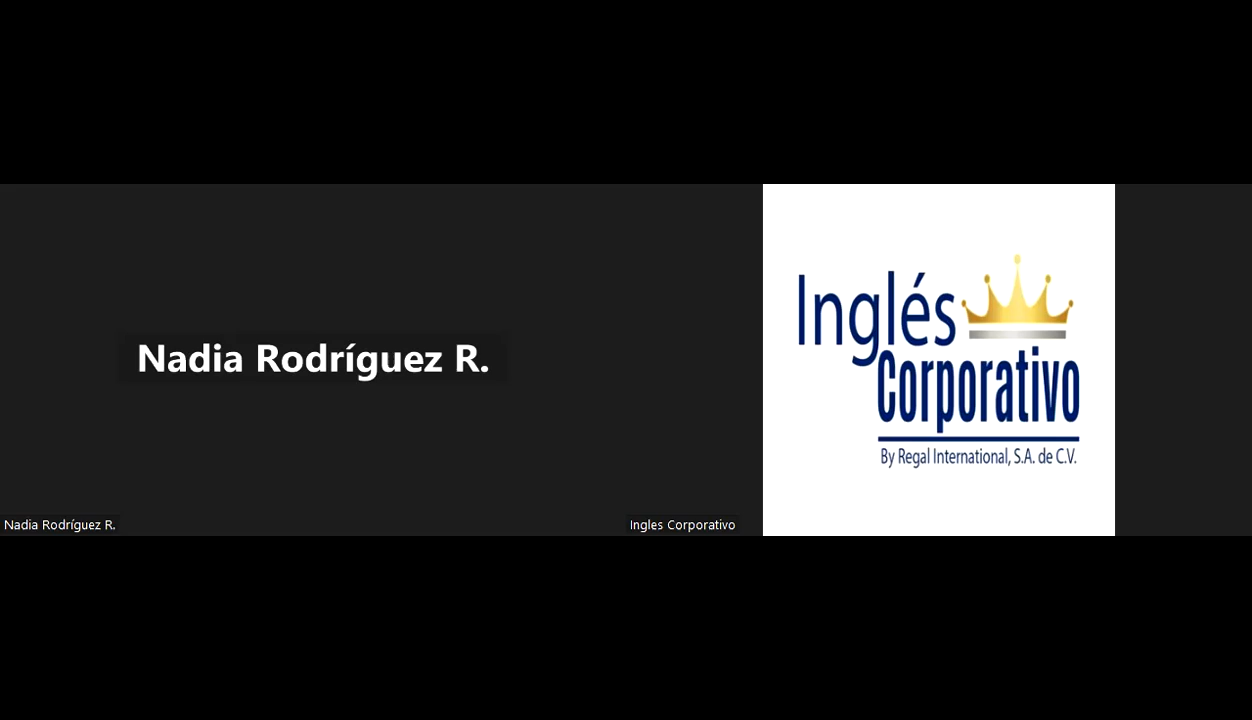 Nadia Rodríguez R.
Inglés
Corporativo
By Regal International, S.A. de C.V.
Nadia Rodríguez R.
Ingles Corporativo